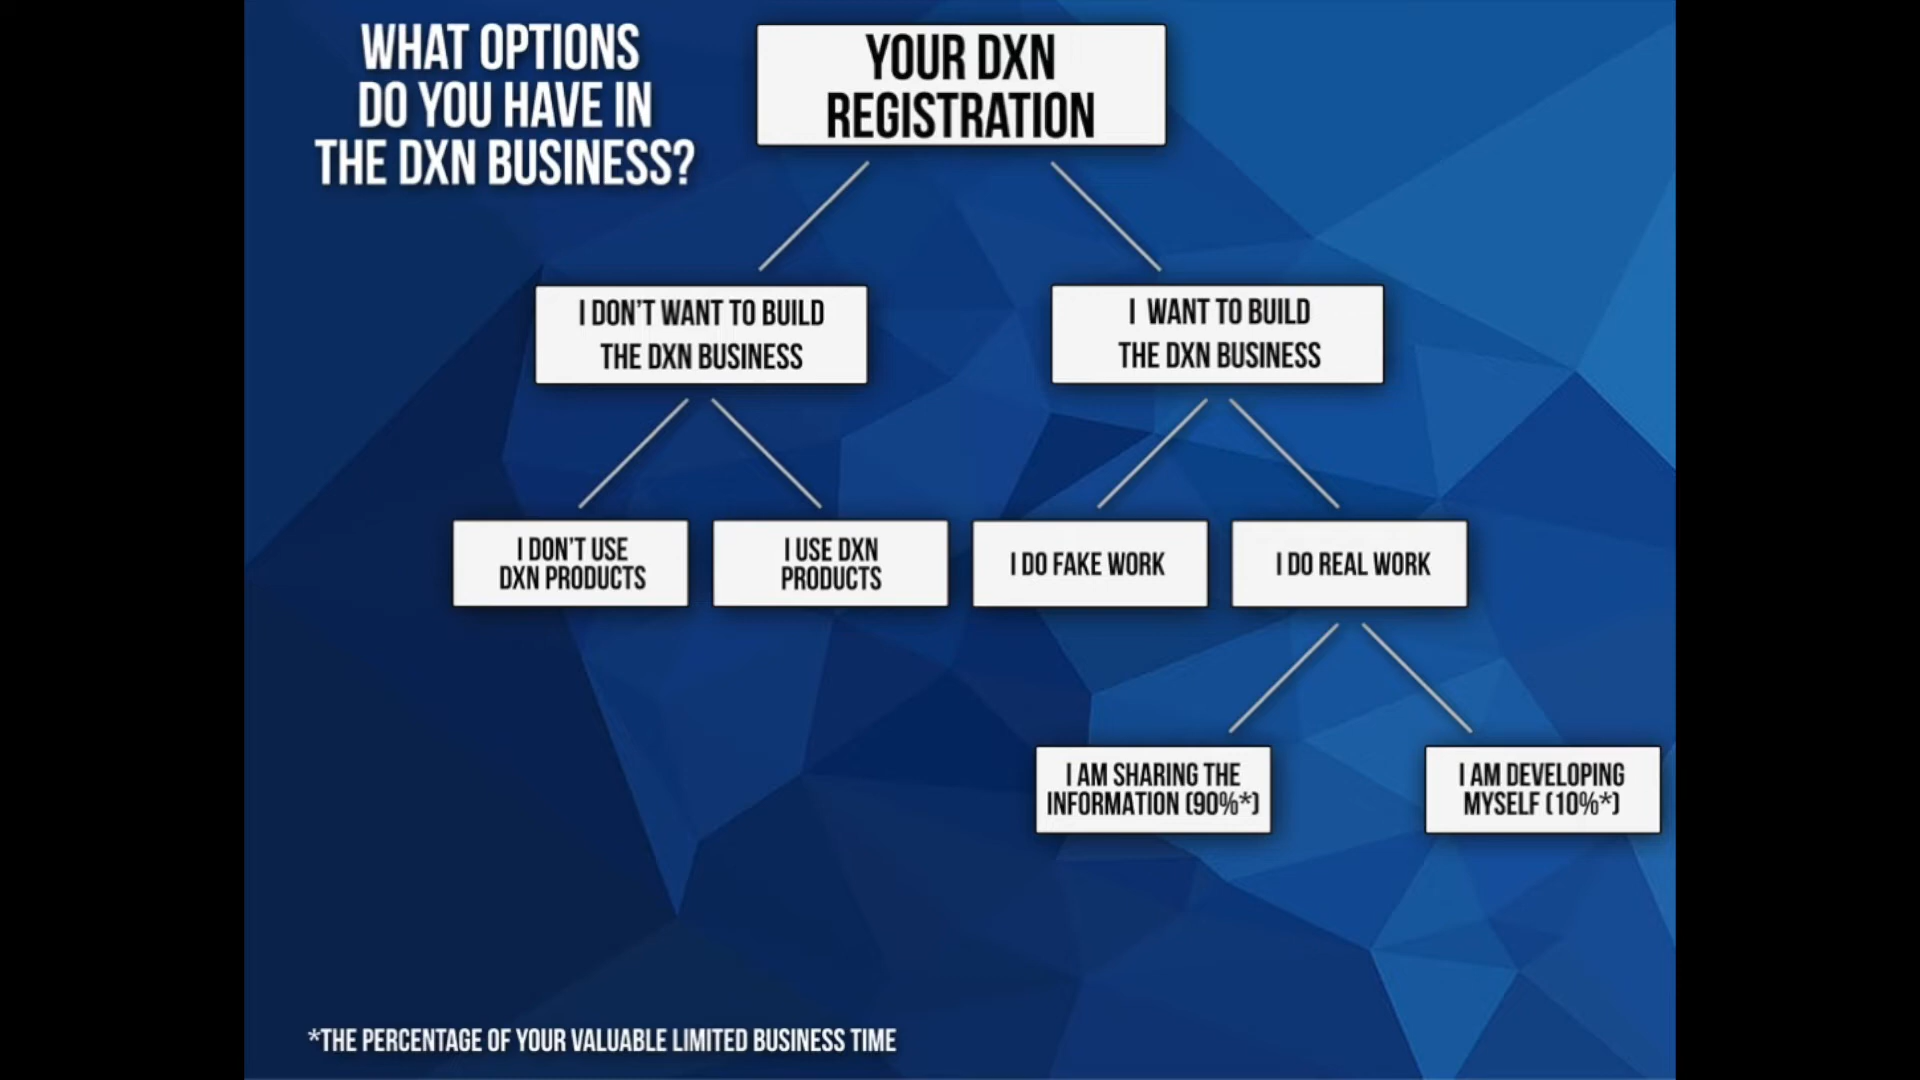 WHAT OPTIONS
DO YOU HAVE IN
THE DXN BUSINESS?
YOUR DXN
REGISTRATION
I DON'T WANT TO BUILD
THE DXN BUSINESS
I WANT TO BUILD
THE DXN BUSINESS
I DON'T USE
DXN PRODUCTS
I USE DXN
PRODUCTS
I DO FAKE WORK
I DO REAL WORK
I AM SHARING THE
INFORMATION (90%*)
I AM DEVELOPING
MYSELF (10%*)
*THE PERCENTAGE OF YOUR VALUABLE LIMITED BUSINESS TIME